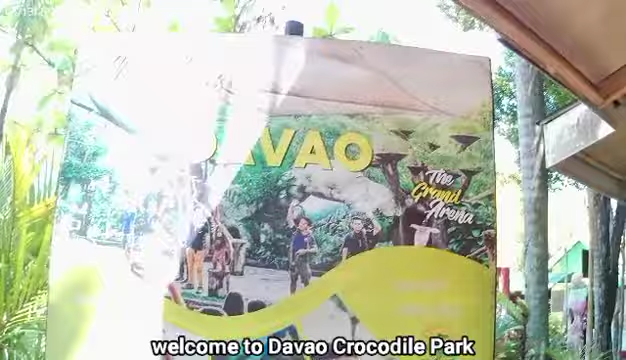 DAVAO
The
Grand
Arena
welcome to Davao Crocodile Park